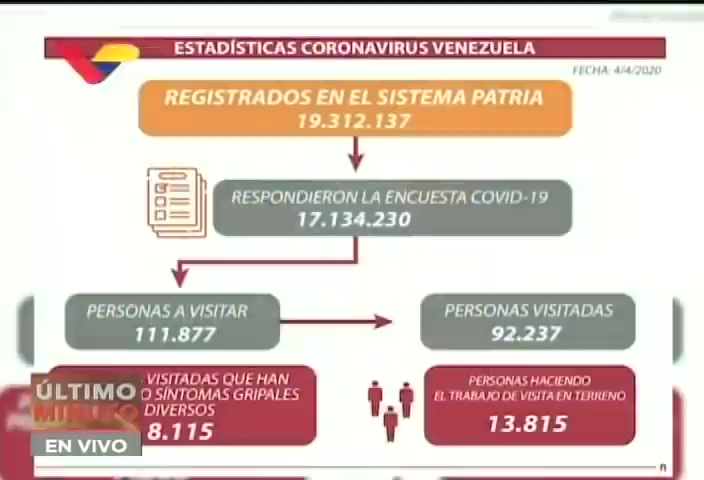 ESTADÍSTICAS CORONAVIRUS VENEZUELA
FECHA: 4/4/2020
REGISTRADOS EN EL SISTEMA PATRIA
19.312.137
RESPONDIERON LA ENCUESTA COVID-19
17.134.230
PERSONAS A VISITAR
111.877
PERSONAS VISITADAS
92.237
VISITADAS QUE HAN
O SÍNTOMAS GRIPALES
DIVERSOS
8.115
PERSONAS HACIENDO
EL TRABAJO DE VISITA EN TERRENO
13.815
ÚLTIMO
MINUTO
EN VIVO